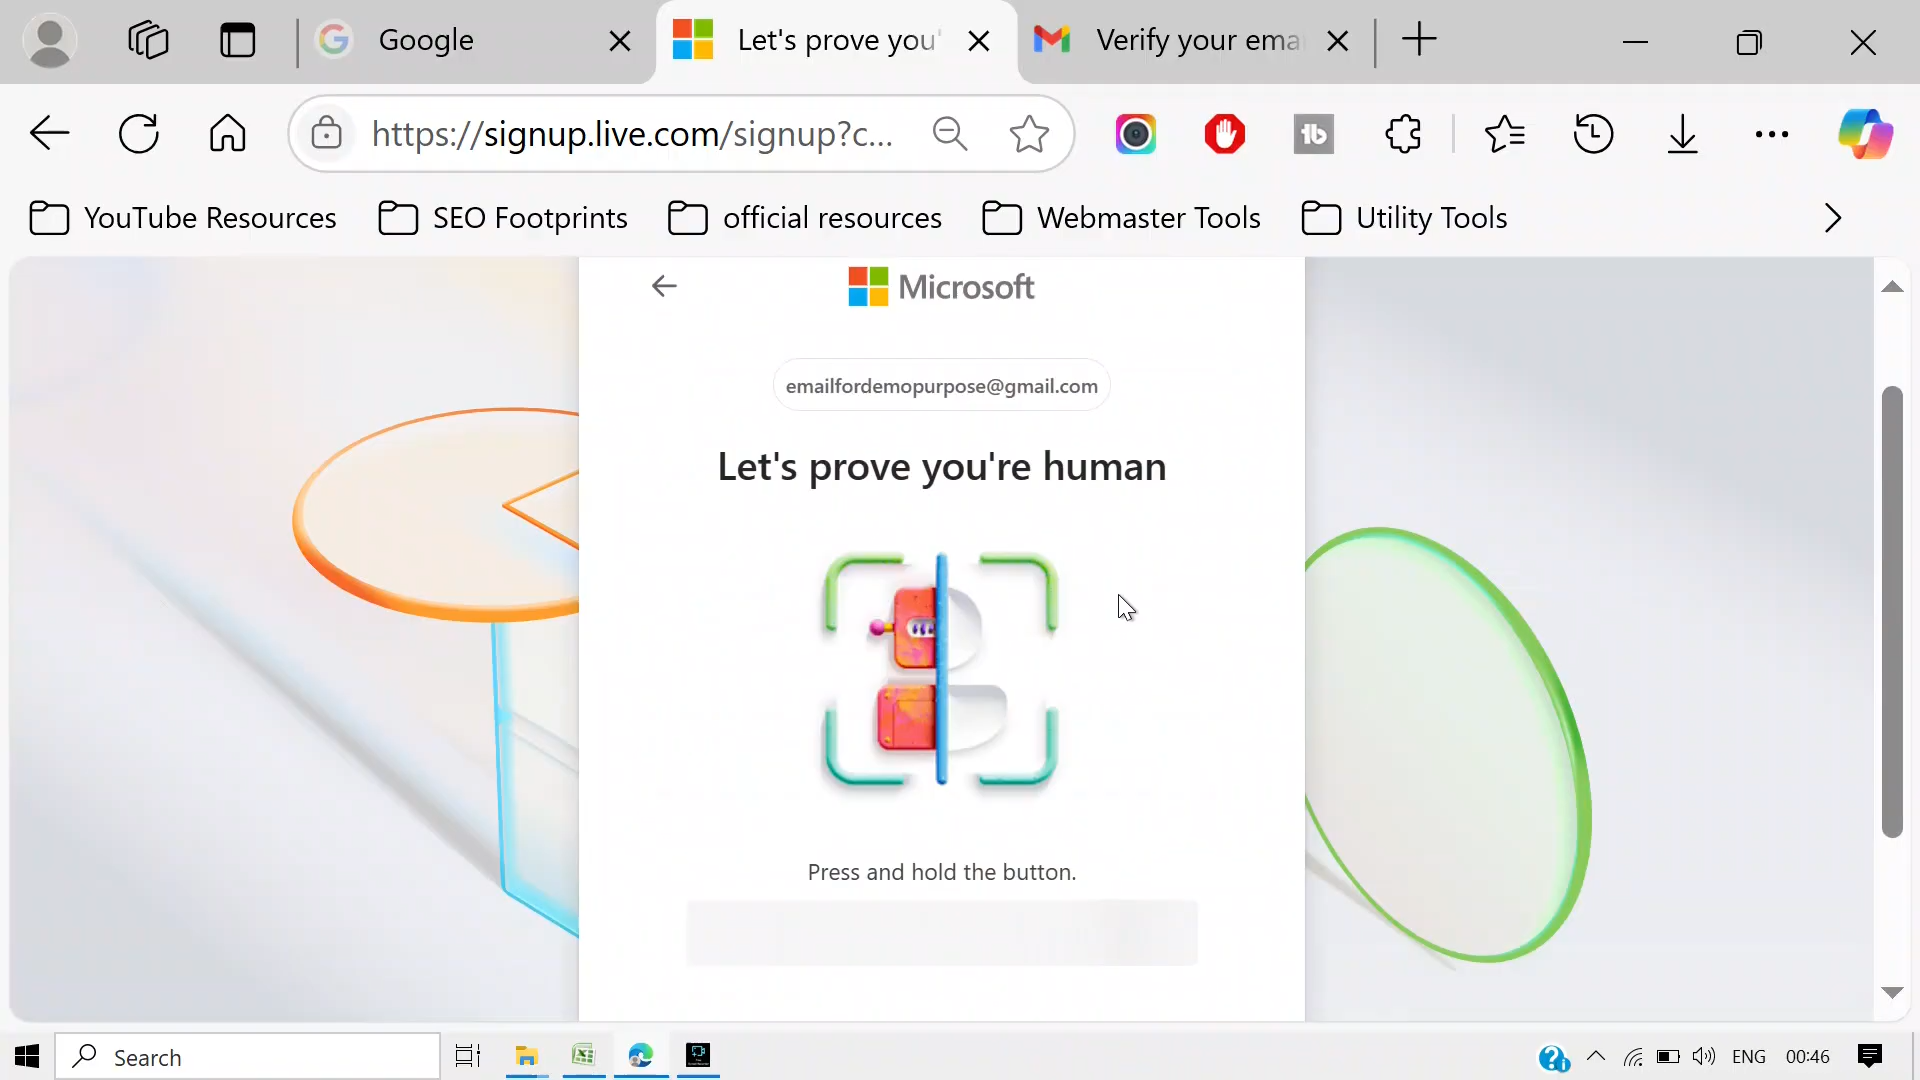 Google
Let's prove you'
Verify your ema
https://signup.live.com/signup?c...
YouTube Resources
SEO Footprints
official resources
Webmaster Tools
Utility Tools
Microsoft
emailfordemopurpose@gmail.com
Let's prove you're human
Press and hold the button.
Search
ENG
00:46